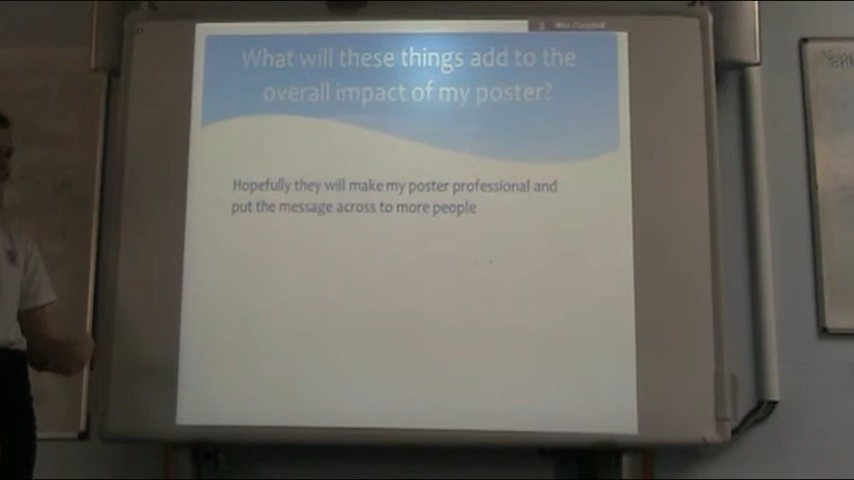 What will these things add to the
overall impact of my poster?
Hopefully they will make my poster professional and
put the message across to more people